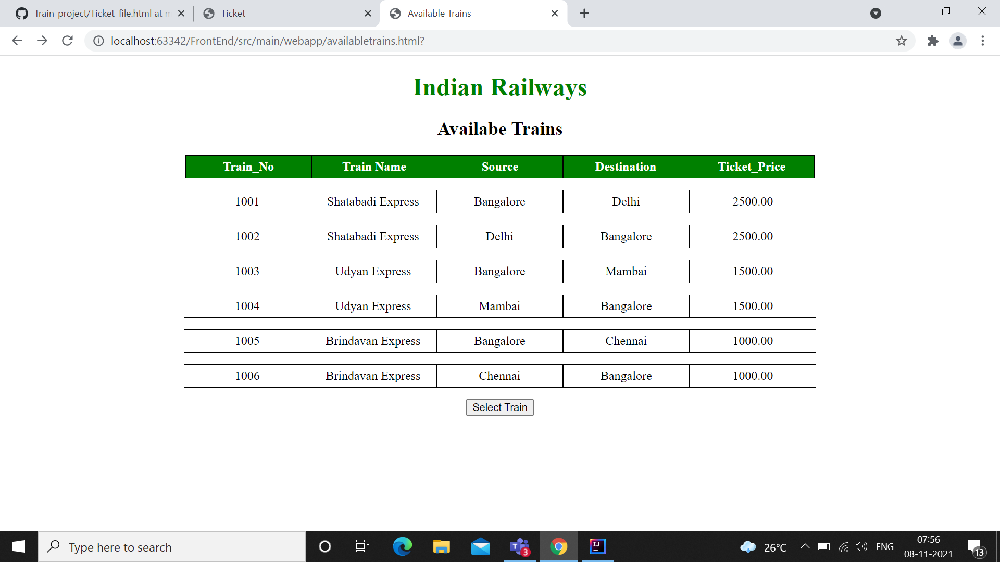 Train-project/Ticket_file.html at m
Ticket
Available Trains
localhost:63342/FrontEnd/src/main/webapp/availabletrains.html?
Indian Railways
Availabe Trains
Train_No Train Name Source Destination Ticket_Price
1001 Shatabadi Express Bangalore Delhi 2500.00
1002 Shatabadi Express Delhi Bangalore 2500.00
1003 Udyan Express Bangalore Mambai 1500.00
1004 Udyan Express Mambai Bangalore 1500.00
1005 Brindavan Express Bangalore Chennai 1000.00
1006 Brindavan Express Chennai Bangalore 1000.00
Select Train
Type here to search
T 3
IJ
26°C
ENG
07:56
08-11-2021
13